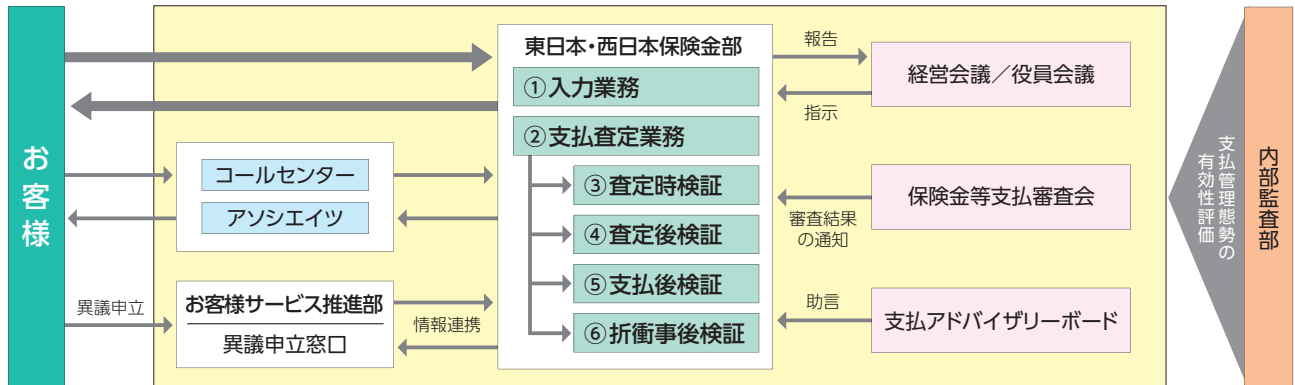 お客様
コールセンター
アソシエイツ
異議申立
お客様サービス推進部
異議申立窓口
情報連携
東日本・西日本保険金部
①入力業務
②支払査定業務
③査定時検証
④査定後検証
⑤支払後検証
⑥折衝事後検証
報告
指示
経営会議／役員会議
審査結果
の通知
保険金等支払審査会
助言
支払アドバイザリーボード
支払管理態勢の
有効性評価
内部監査部